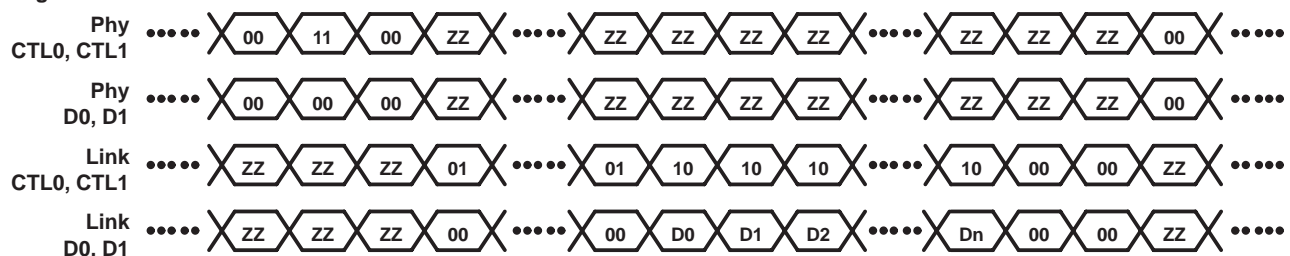 Phy
CTL0, CTL1
00 11 00 ZZ ZZ ZZ ZZ ZZ ZZ ZZ ZZ 00
Phy
D0, D1
00 00 00 ZZ ZZ ZZ ZZ ZZ ZZ ZZ ZZ 00
Link
CTL0, CTL1
ZZ ZZ ZZ 01 01 10 10 10 10 00 00 ZZ
Link
D0, D1
ZZ ZZ ZZ 00 00 D0 D1 D2 Dn 00 00 ZZ